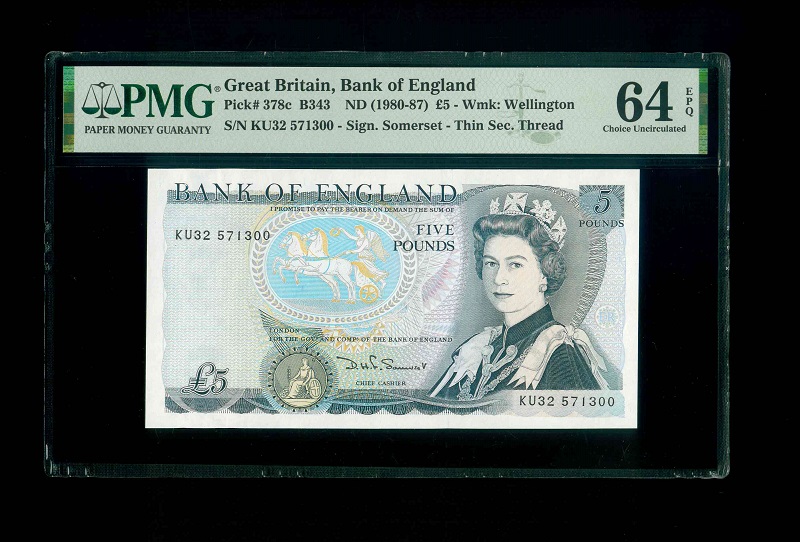 PMG®
PAPER MONEY GUARANTY
Great Britain, Bank of England
Pick# 378c B343 ND (1980-87) £5 - Wmk: Wellington
S/N KU32 571300 - Sign. Somerset - Thin Sec. Thread
64
EPQ
Choice Uncirculated
BANK OF ENGLAND
I PROMISE TO PAY THE BEARER ON DEMAND THE SUM OF
FIVE
POUNDS
5
POUNDS
KU32 571300
LONDON
FOR THE GOVR AND COMPA OF THE BANK OF ENGLAND
D.H.F. Somerset
CHIEF CASHIER
£5
KU32 571300